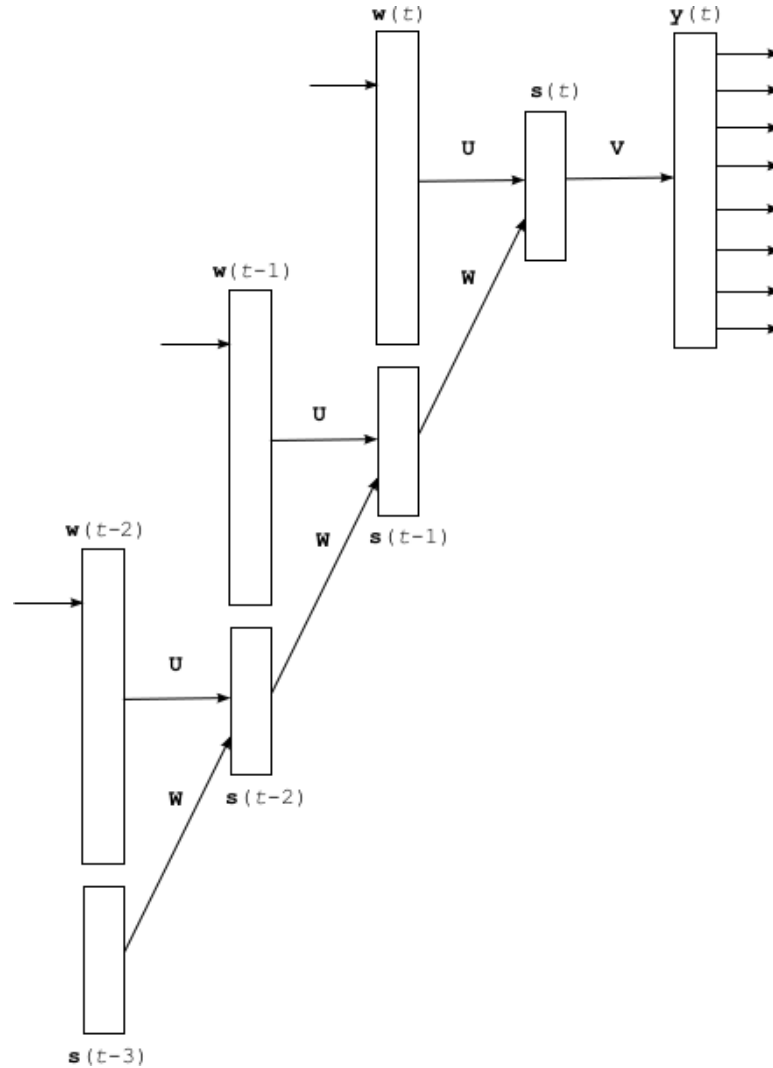 w(t)
y(t)
s(t)
U
V
w(t-1)
W
U
w(t-2)
s(t-1)
W
U
s(t-2)
W
s(t-3)